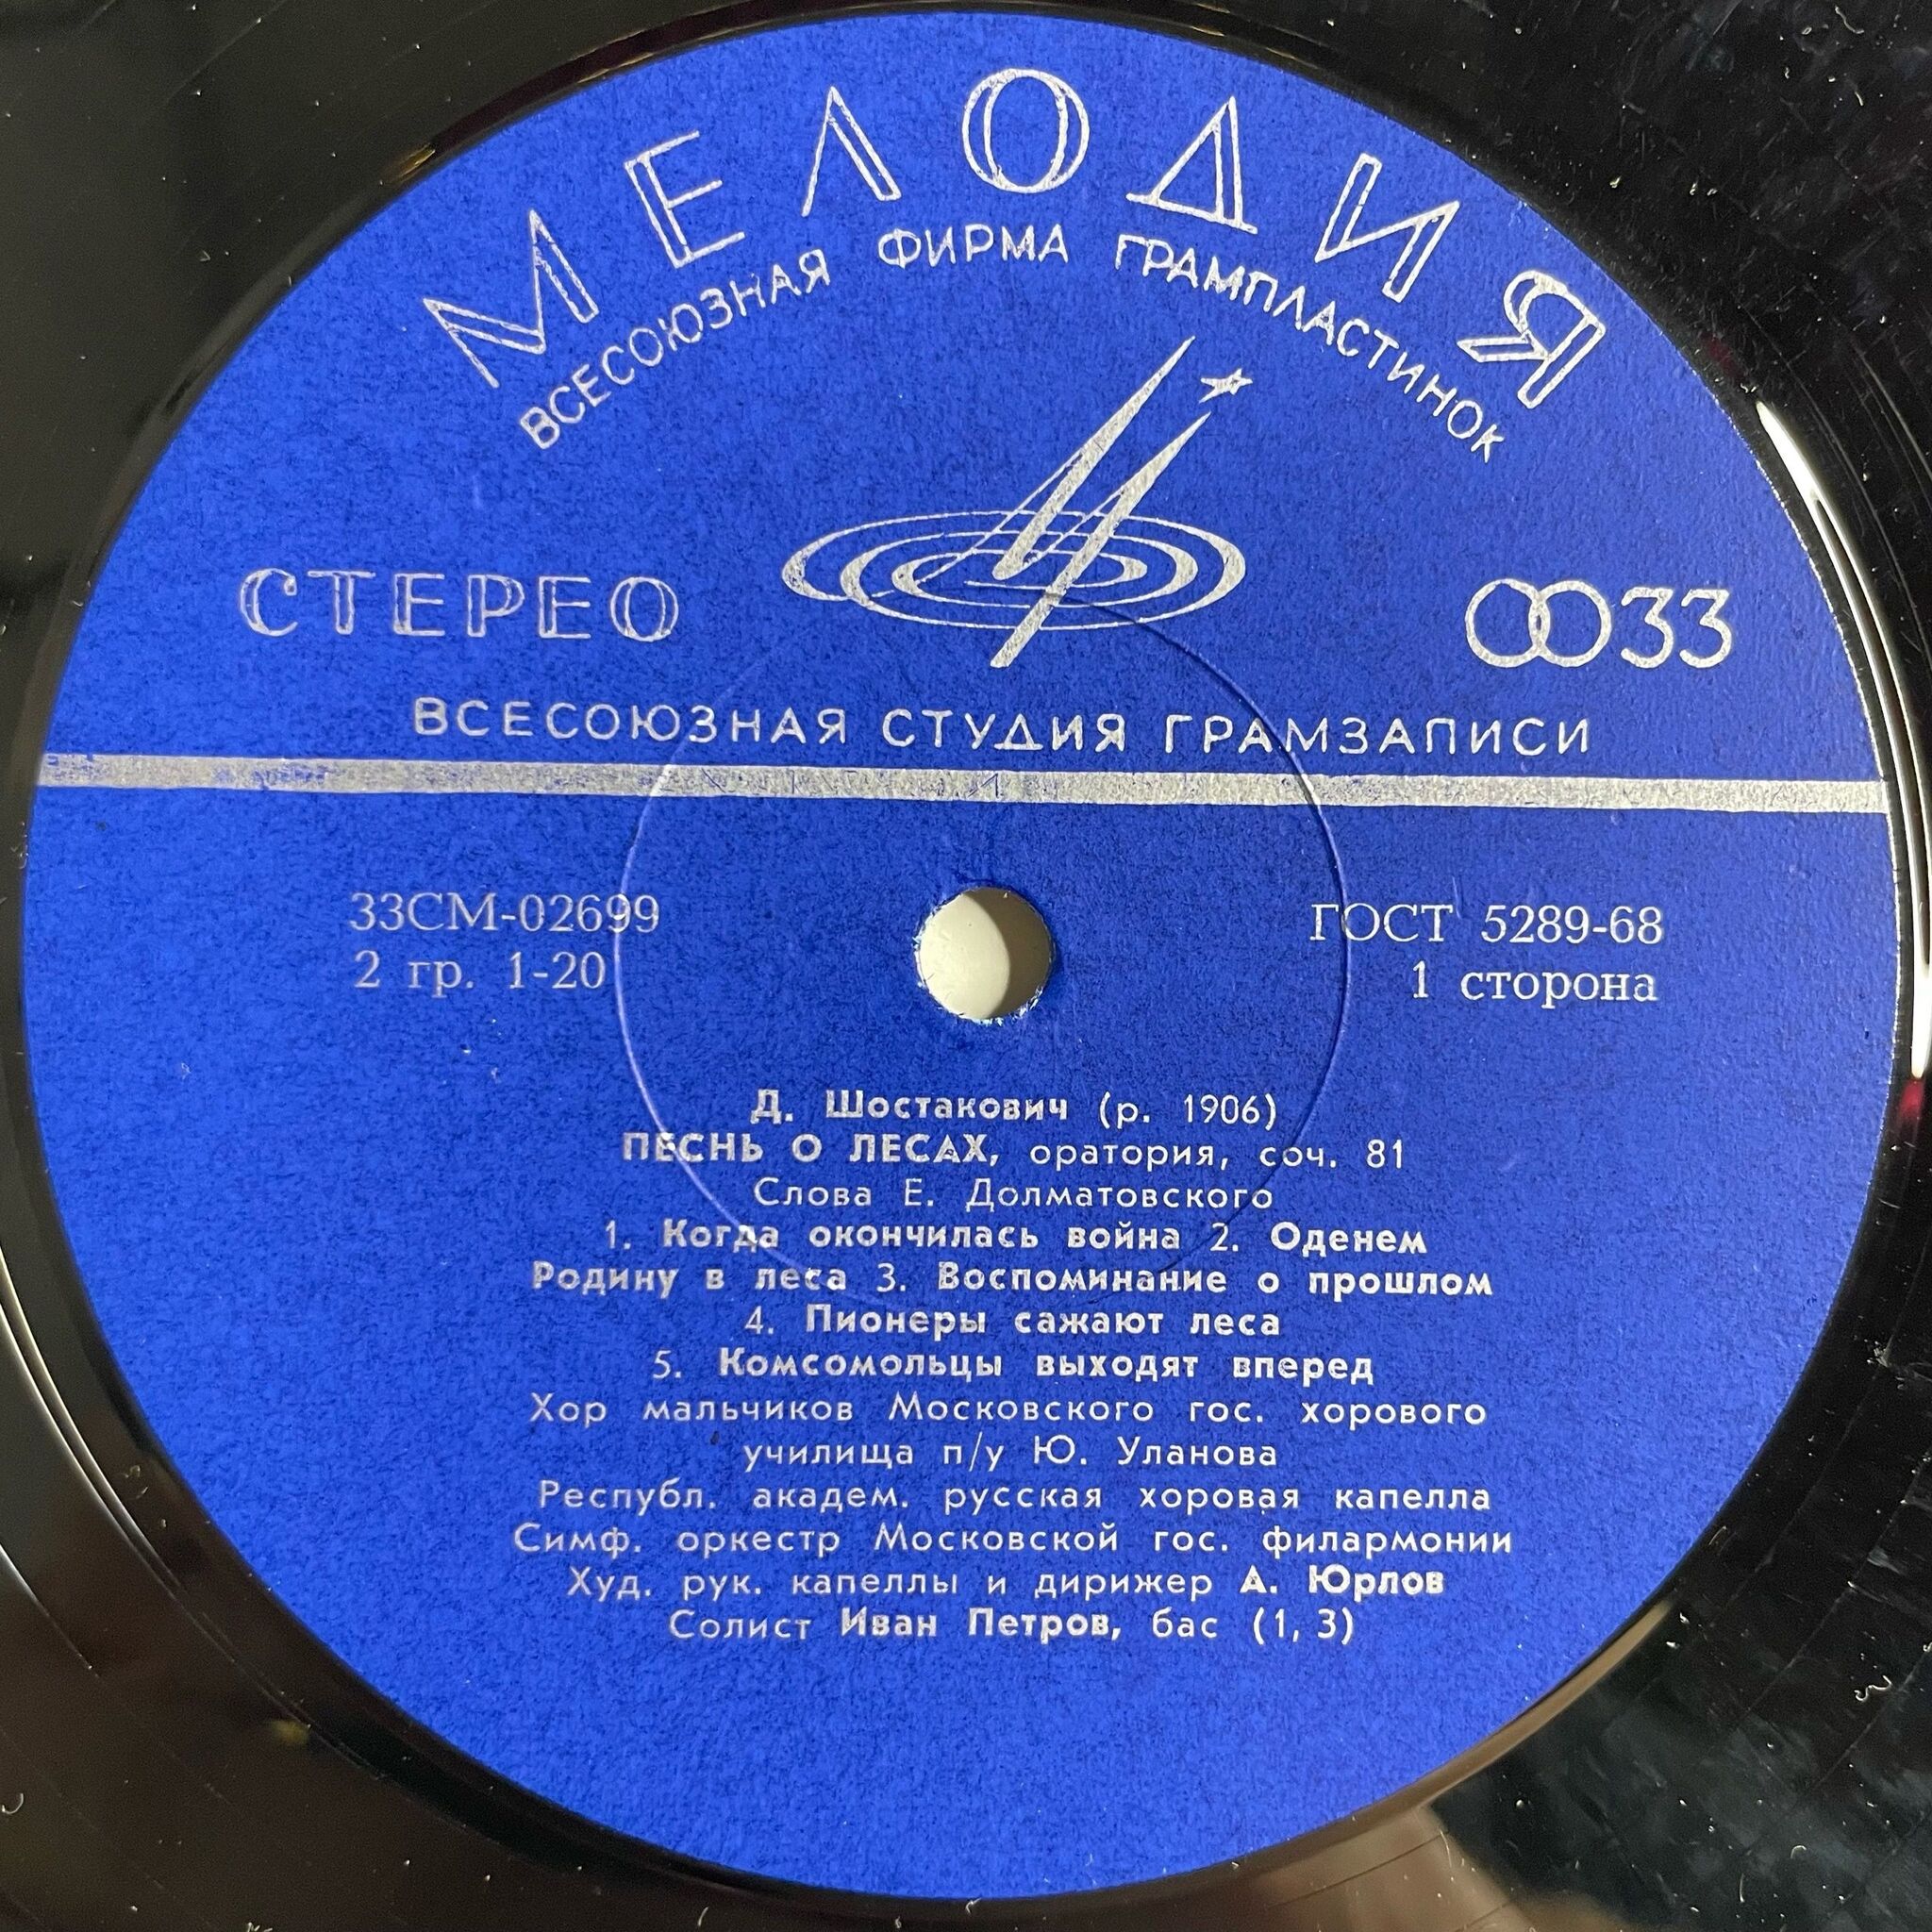 МЕЛОДИЯ
ВСЕСОЮЗНАЯ ФИРМА ГРАМПЛАСТИНОК
СТЕРЕО
33
ВСЕСОЮЗНАЯ СТУДИЯ ГРАМЗАПИСИ
33СМ-02699
ГОСТ 5289-68
2 гр. 1-20
1 сторона
Д. Шостакович (р. 1906)
ПЕСНЬ О ЛЕСАХ, оратория, соч. 81
Слова Е. Долматовского
1. Когда окончилась война 2. Оденем
Родину в леса 3. Воспоминание о прошлом
4. Пионеры сажают леса
5. Комсомольцы выходят вперед
Хор мальчиков Московского гос. хорового
училища п/у Ю. Уланова
Республ. академ. русская хоровая капелла
Симф. оркестр Московской гос. филармонии
Худ. рук. капеллы и дирижер А. Юрлов
Солист Иван Петров, бас (1, 3)